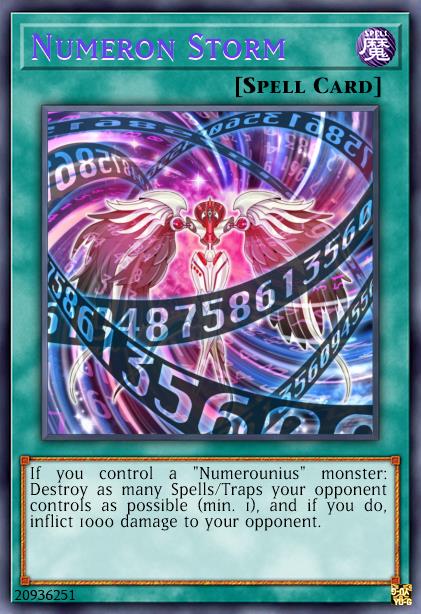 NUMERON STORM
SPELL
魔
[SPELL CARD]
48758613560
If you control a "Numerounius" monster:
Destroy as many Spells/Traps your opponent
controls as possible (min. 1), and if you do,
inflict 1000 damage to your opponent.
20936251